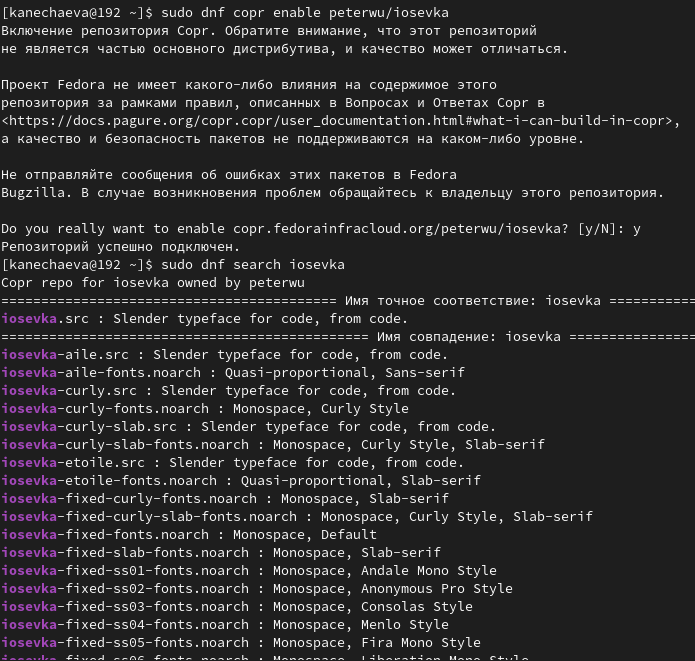 [kanechaeva@192 ~]$ sudo dnf copr enable peterwu/iosevka
Включение репозитория Copr. Обратите внимание, что этот репозиторий
не является частью основного дистрибутива, и качество может отличаться.
Проект Fedora не имеет какого-либо влияния на содержимое этого
репозитория за рамками правил, описанных в Вопросах и Ответах Copr в
<https://docs.pagure.org/copr.copr/user_documentation.html#what-i-can-build-in-copr>,
а качество и безопасность пакетов не поддерживаются на каком-либо уровне.
Не отправляйте сообщения об ошибках этих пакетов в Fedora
Bugzilla. В случае возникновения проблем обращайтесь к владельцу этого репозитория.
Do you really want to enable copr.fedorainfracloud.org/peterwu/iosevka? [y/N]: y
Репозиторий успешно подключен.
[kanechaeva@192 ~]$ sudo dnf search iosevka
Copr repo for iosevka owned by peterwu
========================================== Имя точное соответствие: iosevka ===========
iosevka.src : Slender typeface for code, from code.
============================================== Имя совпадение: iosevka ================
iosevka-aile.src : Slender typeface for code, from code.
iosevka-aile-fonts.noarch : Quasi-proportional, Sans-serif
iosevka-curly.src : Slender typeface for code, from code.
iosevka-curly-fonts.noarch : Monospace, Curly Style
iosevka-curly-slab.src : Slender typeface for code, from code.
iosevka-curly-slab-fonts.noarch : Monospace, Curly Style, Slab-serif
iosevka-etoile.src : Slender typeface for code, from code.
iosevka-etoile-fonts.noarch : Quasi-proportional, Slab-serif
iosevka-fixed-curly-fonts.noarch : Monospace, Slab-serif
iosevka-fixed-curly-slab-fonts.noarch : Monospace, Curly Style, Slab-serif
iosevka-fixed-fonts.noarch : Monospace, Default
iosevka-fixed-slab-fonts.noarch : Monospace, Slab-serif
iosevka-fixed-ss01-fonts.noarch : Monospace, Andale Mono Style
iosevka-fixed-ss02-fonts.noarch : Monospace, Anonymous Pro Style
iosevka-fixed-ss03-fonts.noarch : Monospace, Consolas Style
iosevka-fixed-ss04-fonts.noarch : Monospace, Menlo Style
iosevka-fixed-ss05-fonts.noarch : Monospace, Fira Mono Style
iosevka-fixed-ss06-fonts.noarch : Monospace, Liberation Mono Style